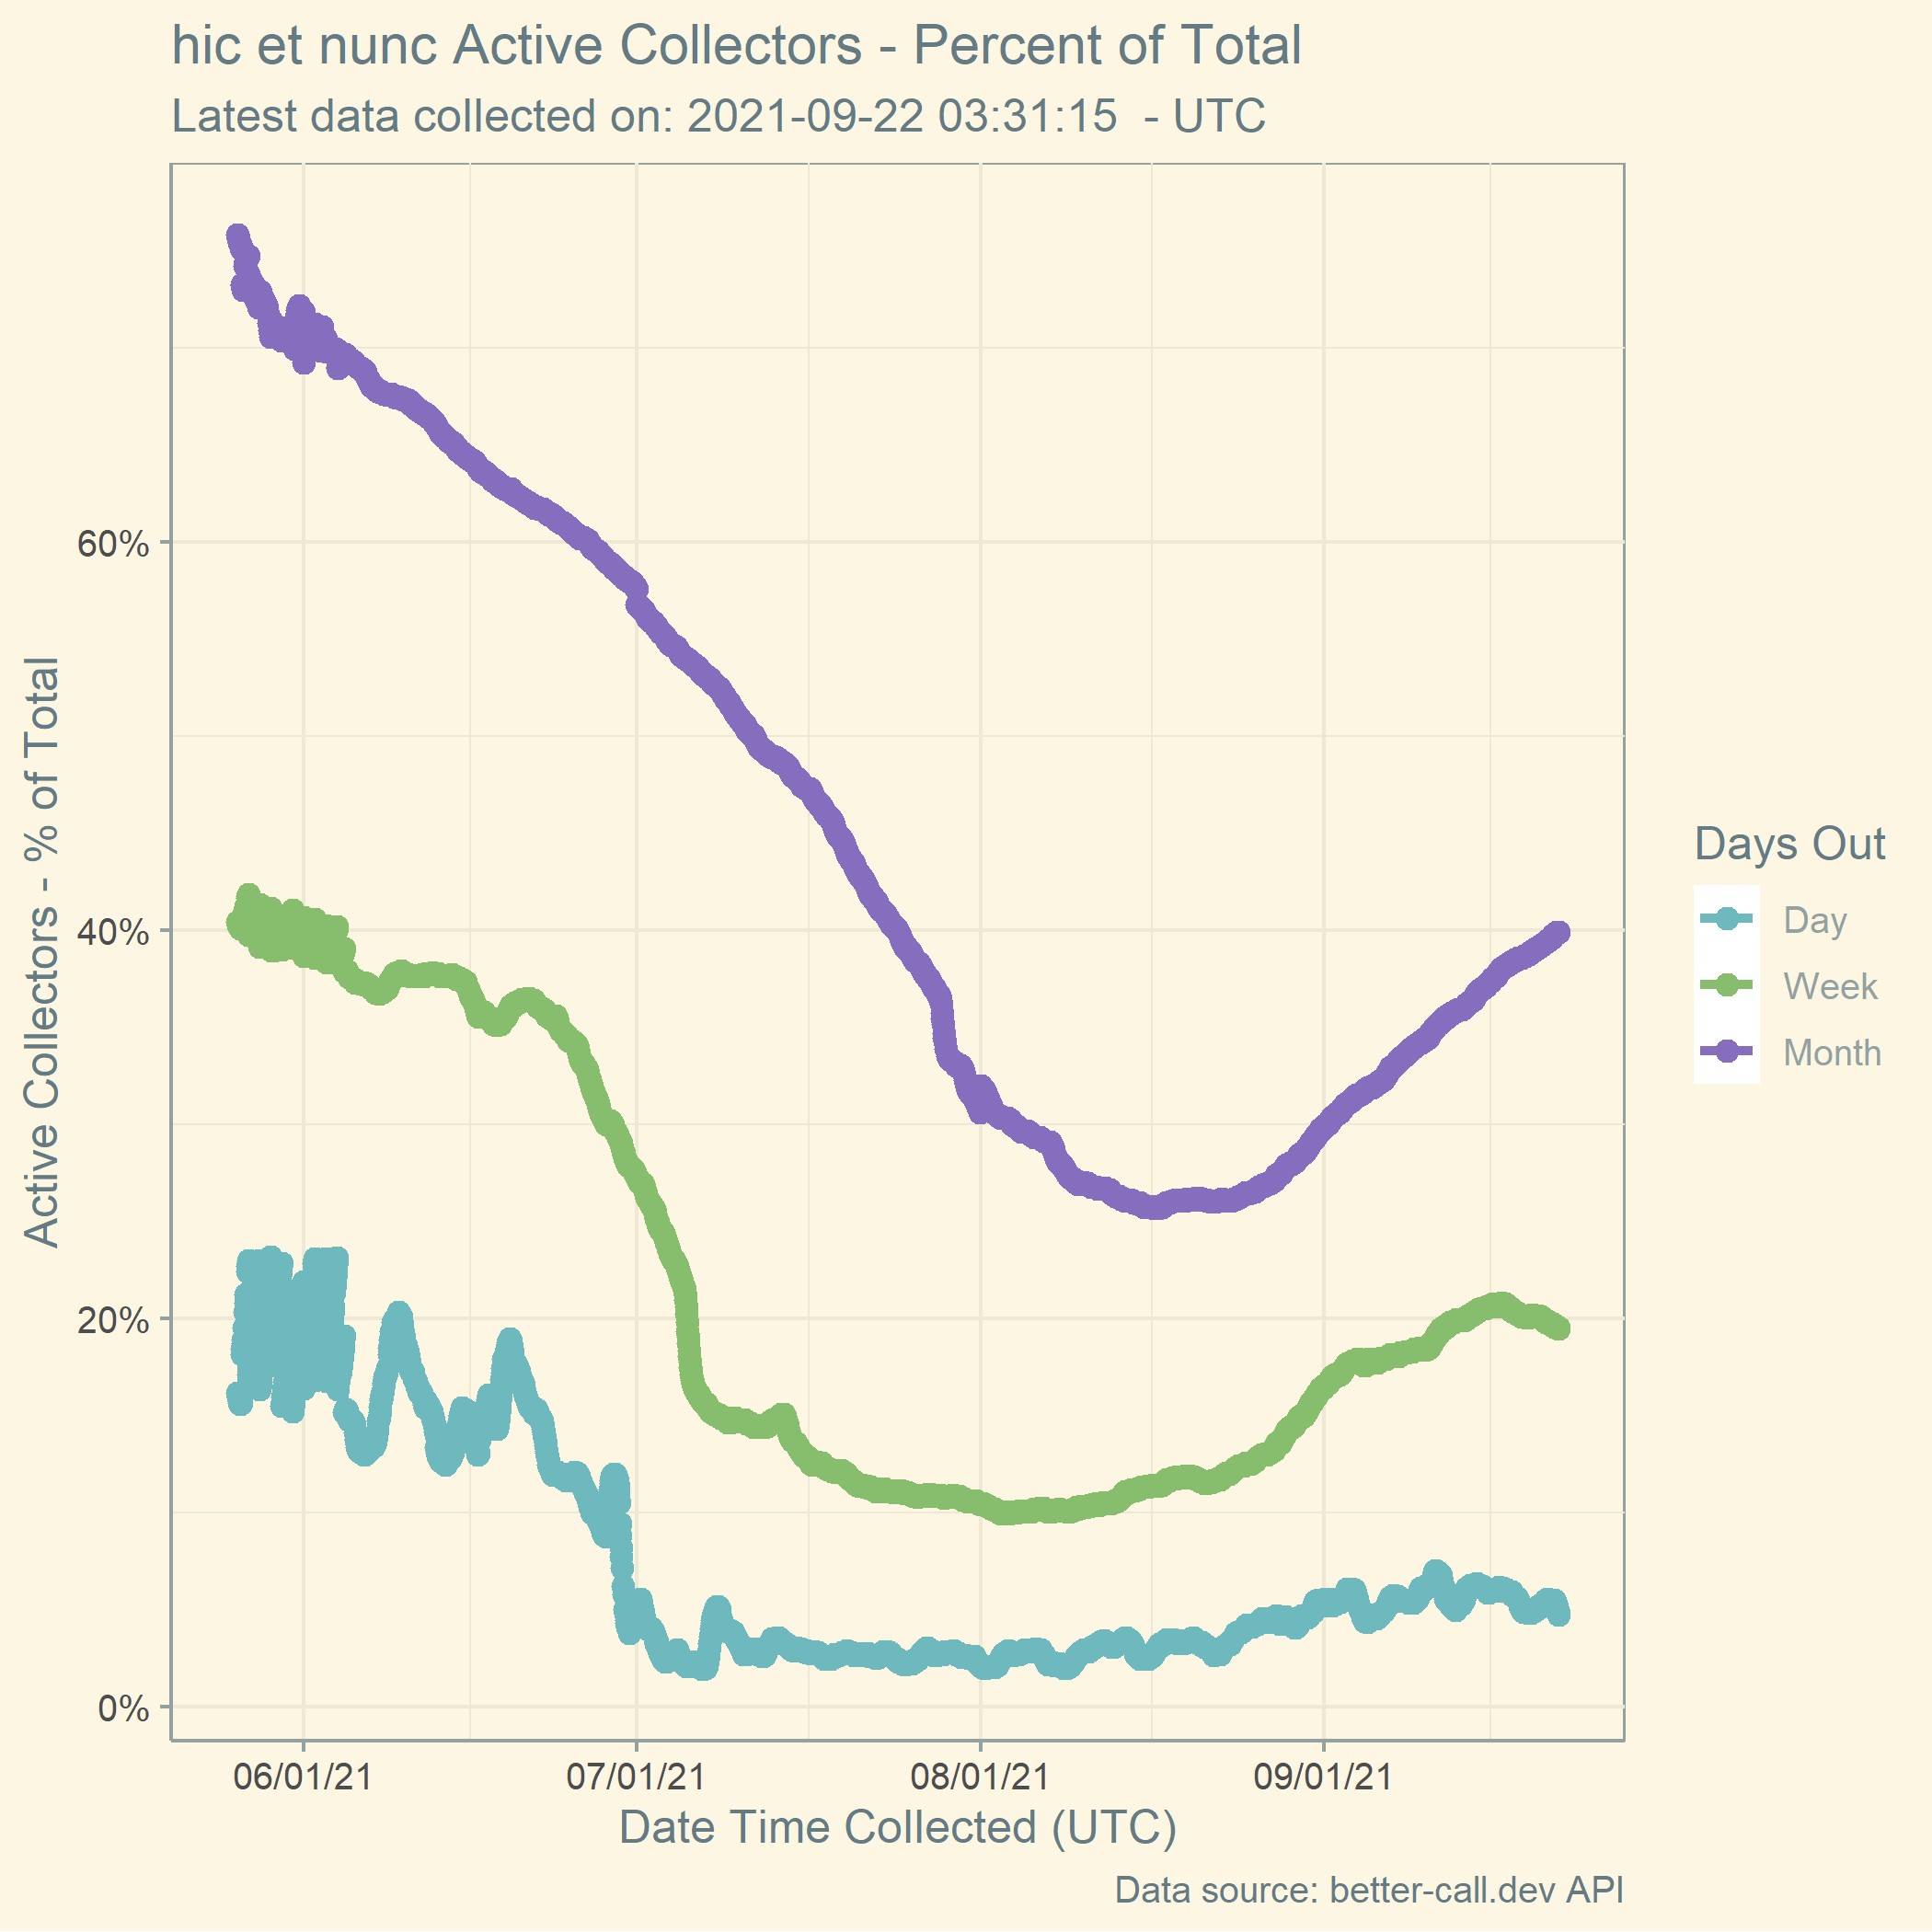 hic et nunc Active Collectors - Percent of Total
Latest data collected on: 2021-09-22 03:31:15  - UTC
Active Collectors - % of Total
60%
40%
20%
0%
06/01/21
07/01/21
08/01/21
09/01/21
Date Time Collected (UTC)
Days Out
Day
Week
Month
Data source: better-call.dev API